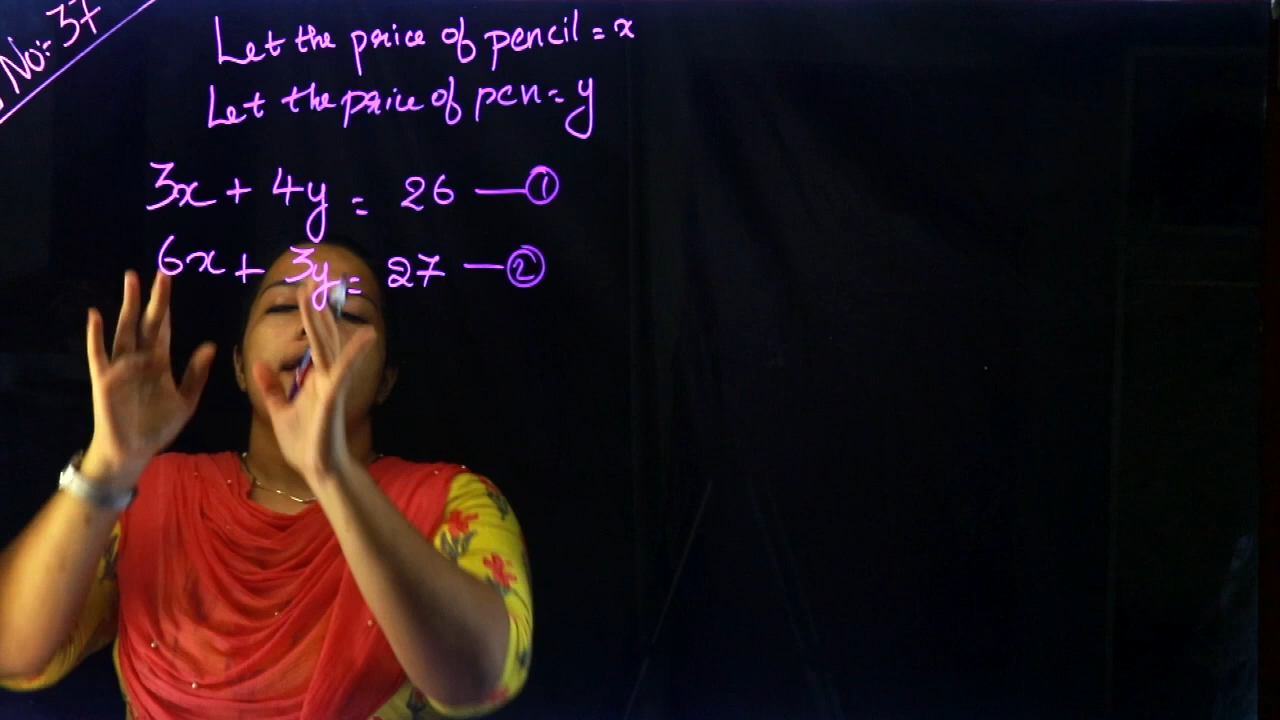 No:- 37
Let the price of pencil = x
Let the price of pen = y
3x + 4y = 26 — ①
6x + 3y = 27 — ②